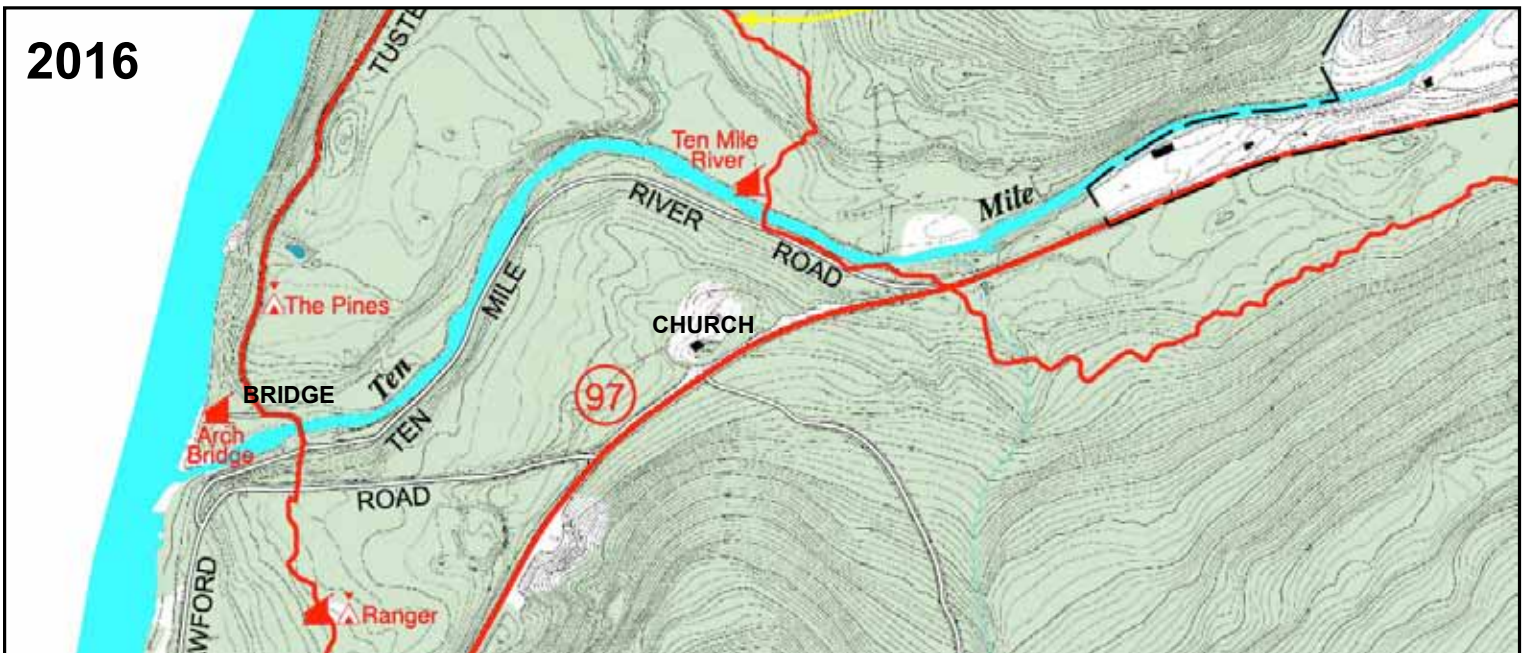 2016
TUSTE
Ten Mile
River
RIVER
Mile
ROAD
MILE
The Pines
CHURCH
Ten
BRIDGE
97
TEN
Arch
Bridge
ROAD
WFORD
Ranger